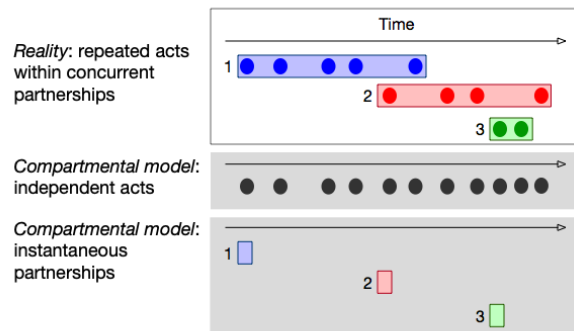 Time
Reality: repeated acts
within concurrent
partnerships
1
2
3
Compartmental model:
independent acts
Compartmental model:
instantaneous
partnerships
1
2
3